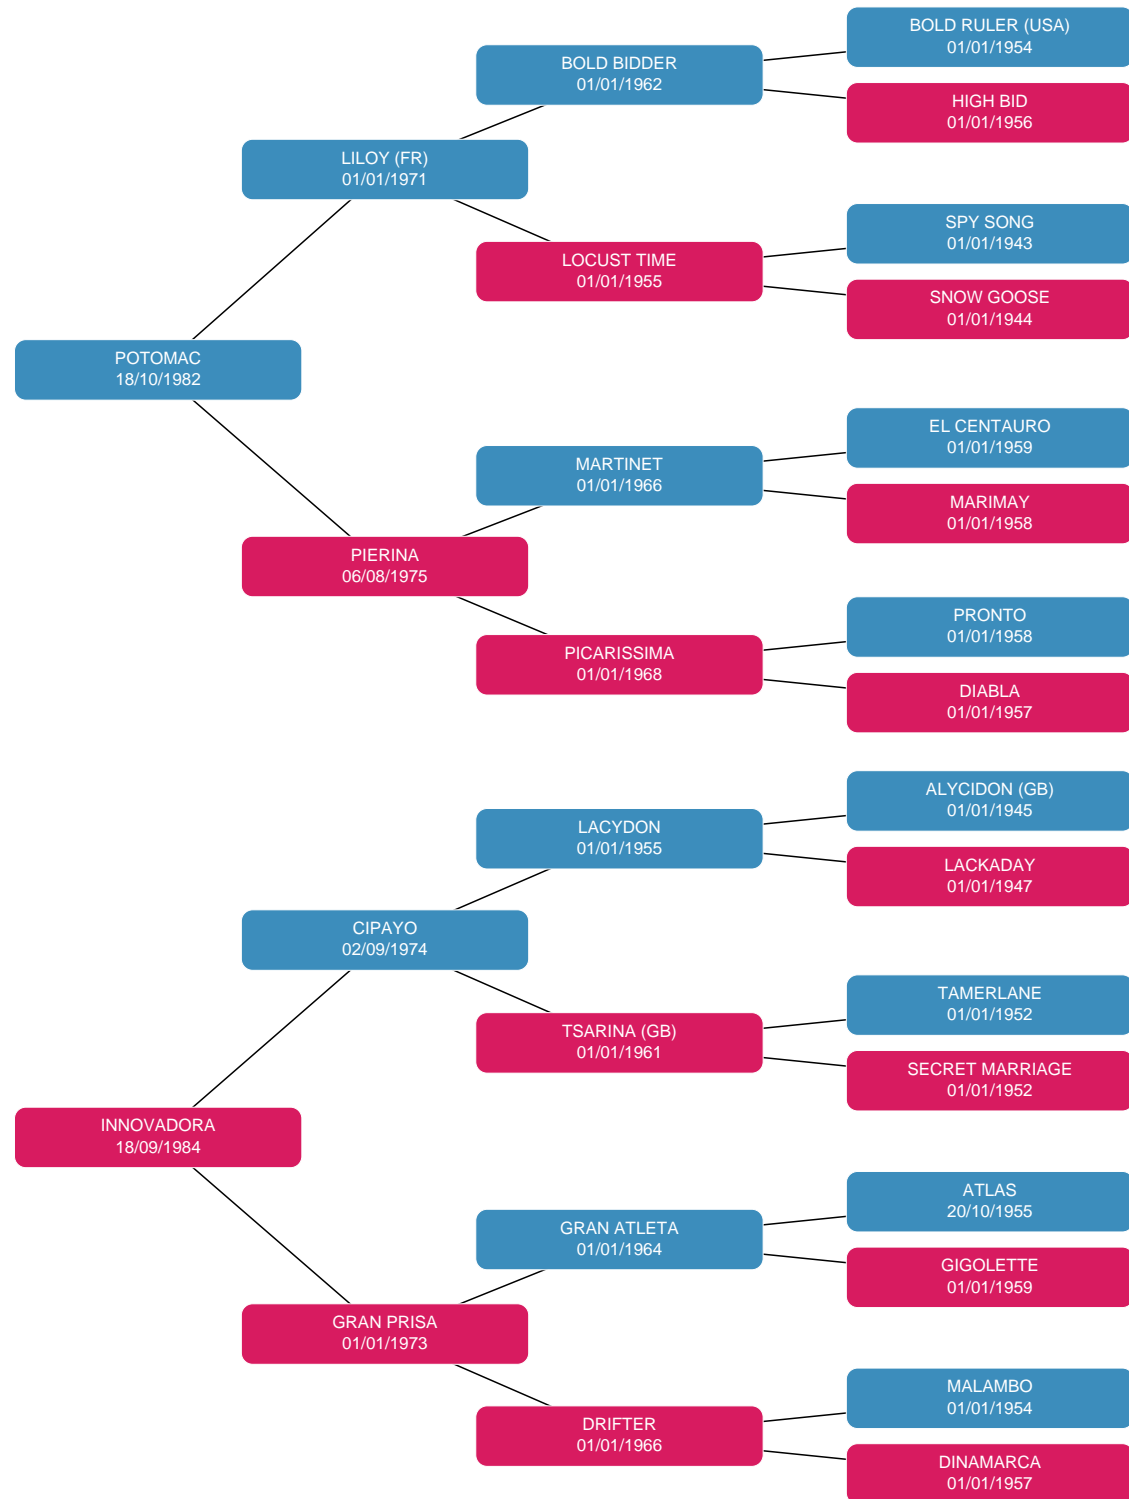 BOLD RULER (USA)
01/01/1954
BOLD BIDDER
01/01/1962
HIGH BID
01/01/1956
LILOY (FR)
01/01/1971
SPY SONG
01/01/1943
LOCUST TIME
01/01/1955
SNOW GOOSE
01/01/1944
POTOMAC
18/10/1982
EL CENTAURO
01/01/1959
MARTINET
01/01/1966
MARIMAY
01/01/1958
PIERINA
06/08/1975
PRONTO
01/01/1958
PICARISSIMA
01/01/1968
DIABLA
01/01/1957
ALYCIDON (GB)
01/01/1945
LACYDON
01/01/1955
LACKADAY
01/01/1947
CIPAYO
02/09/1974
TAMERLANE
01/01/1952
TSARINA (GB)
01/01/1961
SECRET MARRIAGE
01/01/1952
INNOVADORA
18/09/1984
ATLAS
20/10/1955
GRAN ATLETA
01/01/1964
GIGOLETTE
01/01/1959
GRAN PRISA
01/01/1973
MALAMBO
01/01/1954
DRIFTER
01/01/1966
DINAMARCA
01/01/1957